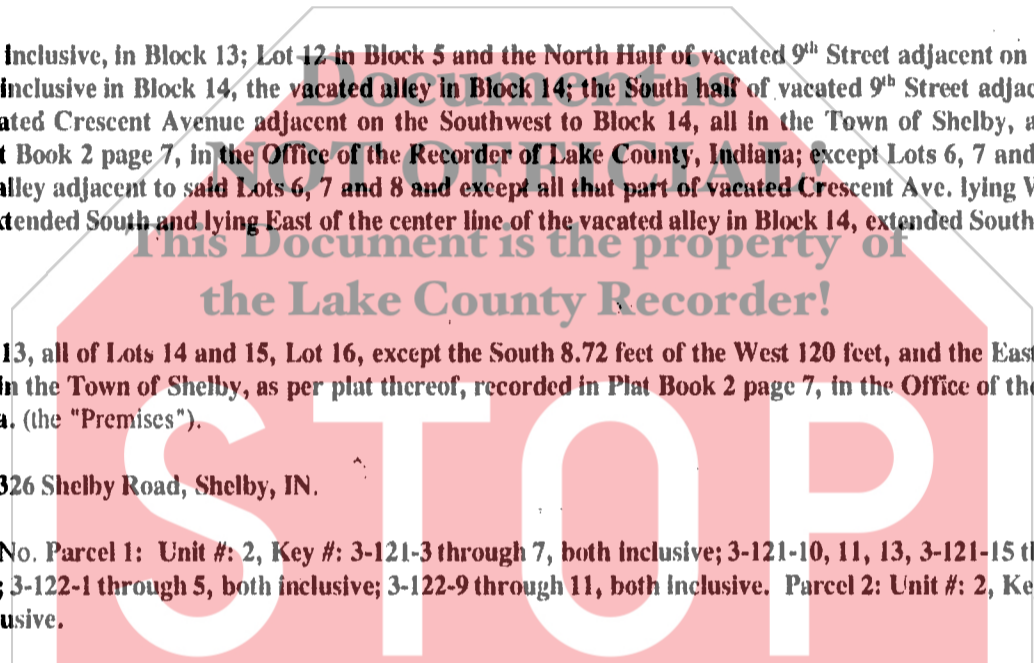 inclusive, in Block 13; Lot 12 in Block 5 and the North Half of vacated 9th Street adjacent on
inclusive in Block 14, the vacated alley in Block 14; the South half of vacated 9th Street adjac
Document is
ated Crescent Avenue adjacent on the Southwest to Block 14, all in the Town of Shelby, a
t Book 2 page 7, in the Office of the Recorder of Lake County, Indiana; except Lots 6, 7 and
NOT OFFICIAL!
alley adjacent to said Lots 6, 7 and 8 and except all that part of vacated Crescent Ave. lying W
xtended South and lying East of the center line of the vacated alley in Block 14, extended South
This Document is the property of
the Lake County Recorder!
13, all of Lots 14 and 15, Lot 16, except the South 8.72 feet of the West 120 feet, and the East
in the Town of Shelby, as per plat thereof, recorded in Plat Book 2 page 7, in the Office of the
a. (the "Premises").
STOP
326 Shelby Road, Shelby, IN.
No. Parcel 1: Unit #: 2, Key #: 3-121-3 through 7, both inclusive; 3-121-10, 11, 13, 3-121-15 t
; 3-122-1 through 5, both inclusive; 3-122-9 through 11, both inclusive. Parcel 2: Unit #: 2, Ke
usive.